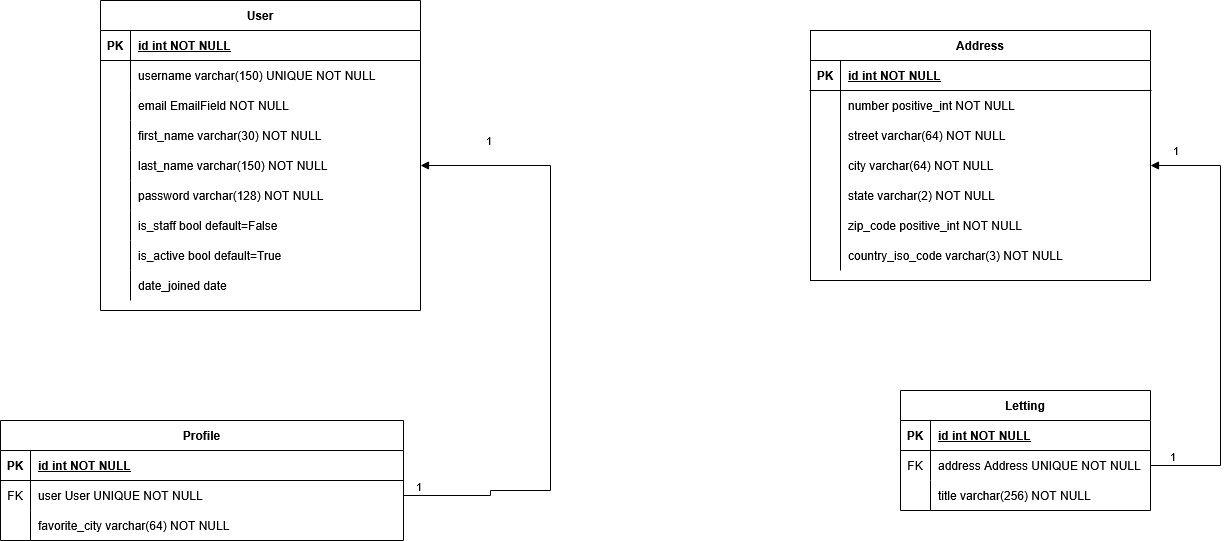 User
PK id int NOT NULL
username varchar(150) UNIQUE NOT NULL
email EmailField NOT NULL
first_name varchar(30) NOT NULL
last_name varchar(150) NOT NULL
password varchar(128) NOT NULL
is_staff bool default=False
is_active bool default=True
date_joined date
1
Address
PK id int NOT NULL
number positive_int NOT NULL
street varchar(64) NOT NULL
city varchar(64) NOT NULL
state varchar(2) NOT NULL
zip_code positive_int NOT NULL
country_iso_code varchar(3) NOT NULL
1
Profile
PK id int NOT NULL
FK user User UNIQUE NOT NULL
favorite_city varchar(64) NOT NULL
1
Letting
PK id int NOT NULL
FK address Address UNIQUE NOT NULL
title varchar(256) NOT NULL
1